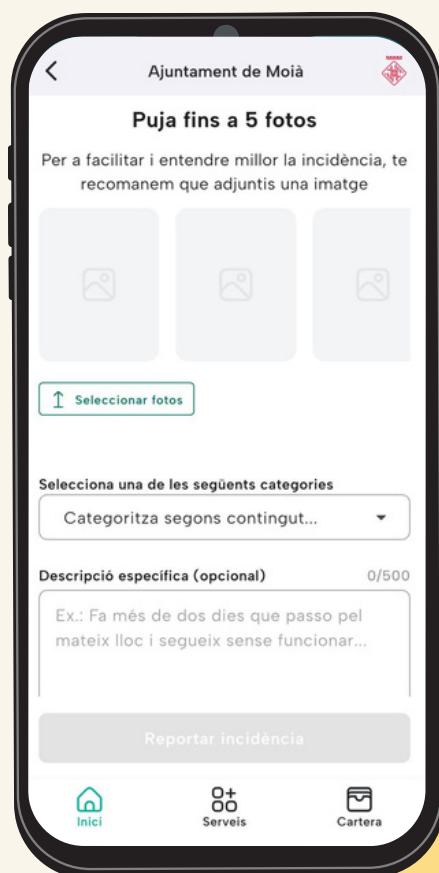 Ajuntament de Moià
Puja fins a 5 fotos
Per a facilitar i entendre millor la incidència, te
recomanem que adjuntis una imatge
Seleccionar fotos
Selecciona una de les següents categories
Categoritza segons contingut...
Descripció específica (opcional) 0/500
Ex.: Fa més de dos dies que passo pel
mateix lloc i segueix sense funcionar...
Reportar incidència
Inici Serveis Cartera